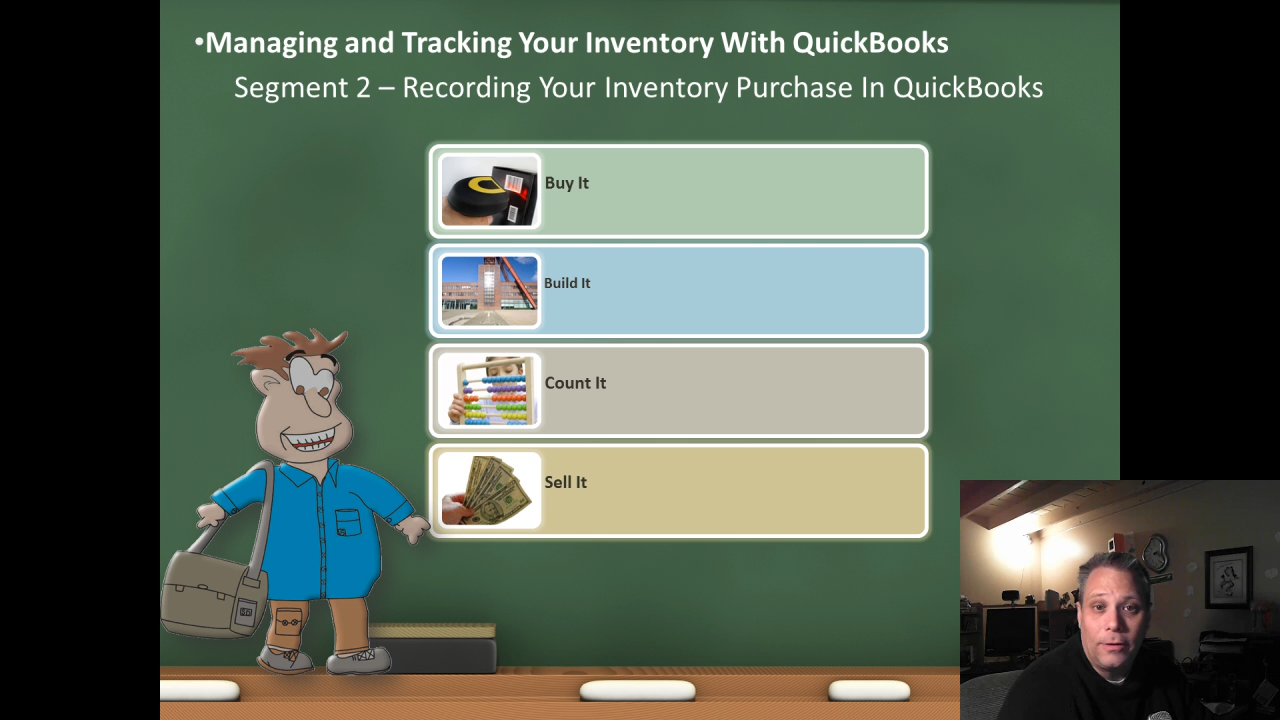 •Managing and Tracking Your Inventory With QuickBooks
Segment 2 – Recording Your Inventory Purchase In QuickBooks
Buy It
Build It
Count It
Sell It